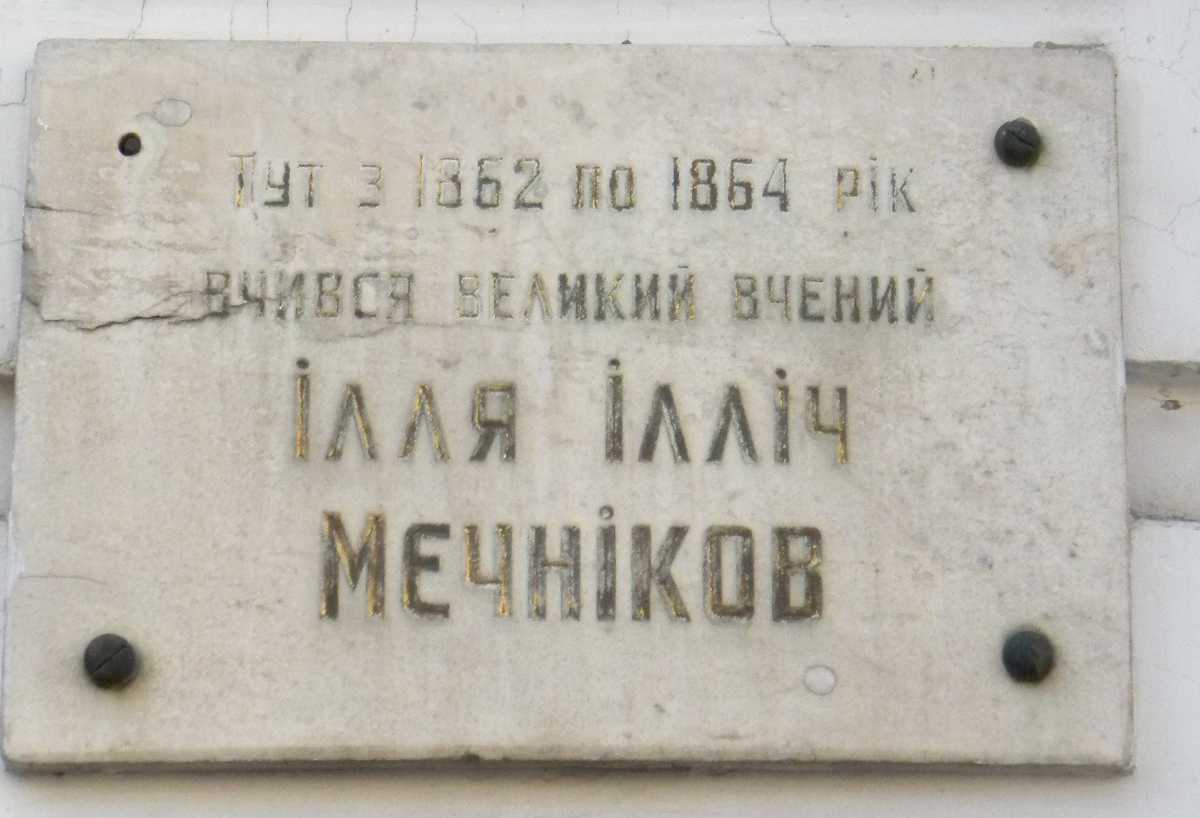 Тут з 1862 по 1864 рік
вчився великий вчений
Ілля Ілліч
Мечніков